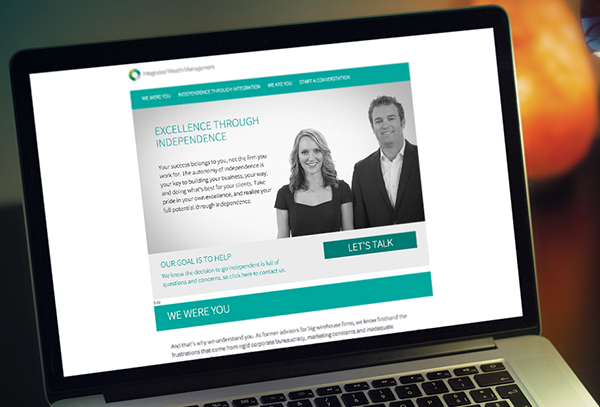 Integrated Wealth Management
WE WERE YOU INDEPENDENCE THROUGH INTEGRATION WE ARE YOU START A CONVERSTATION
EXCELLENCE THROUGH
INDEPENDENCE
Your success belongs to you, not the firm you
work for. The autonomy of independence is
your key to building your business, your way,
and doing what's best for your clients. Take
pride in your own excellence, and realize your
full potential through independence.
OUR GOAL IS TO HELP
We know the decision to go independent is full of
questions and concerns, so click here to contact us.
LET'S TALK
WE WERE YOU
And that's why we understand you. As former advisors for big wirehouse firms, we know firsthand the
frustrations that come from rigid corporate bureaucracy, marketing constants and inadequate